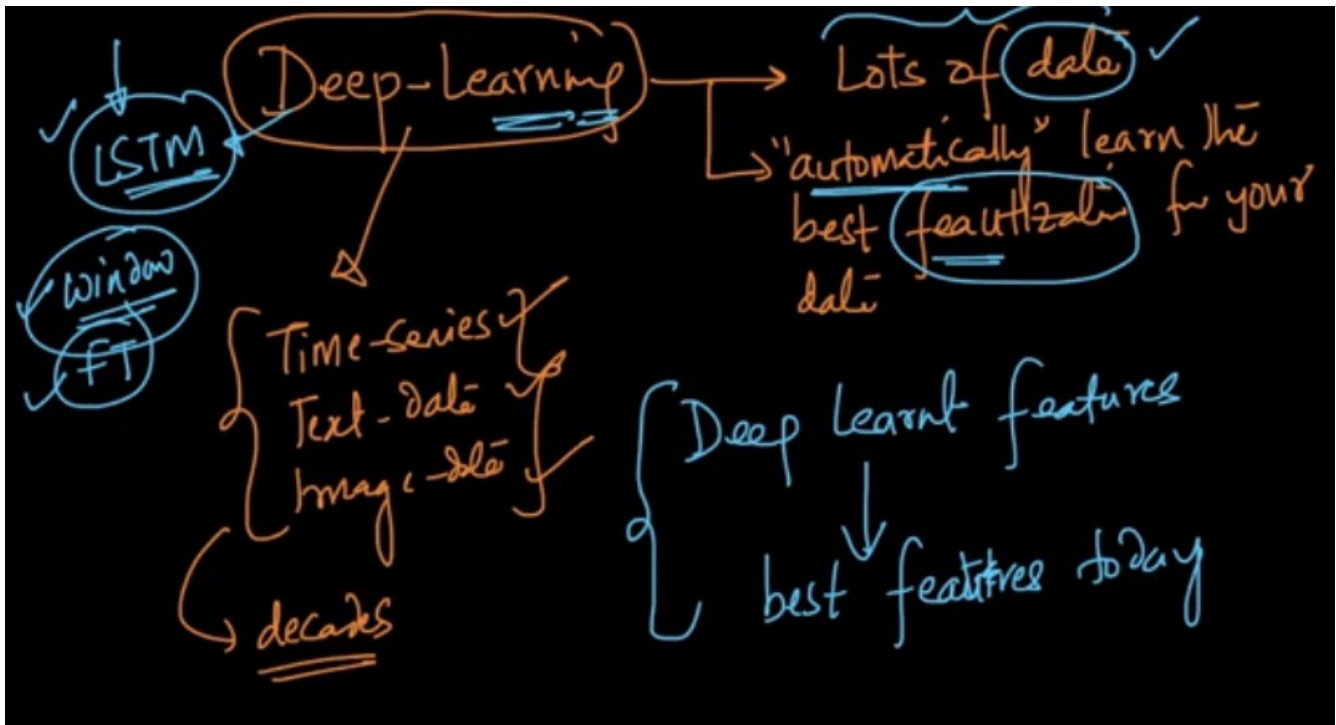 Deep-Learning
Lots of data
"automatically" learn the
best featurization for your
data
LSTM
Window
FT
Time-series
Text-data
Image-data
decades
Deep Learnt features
best features today